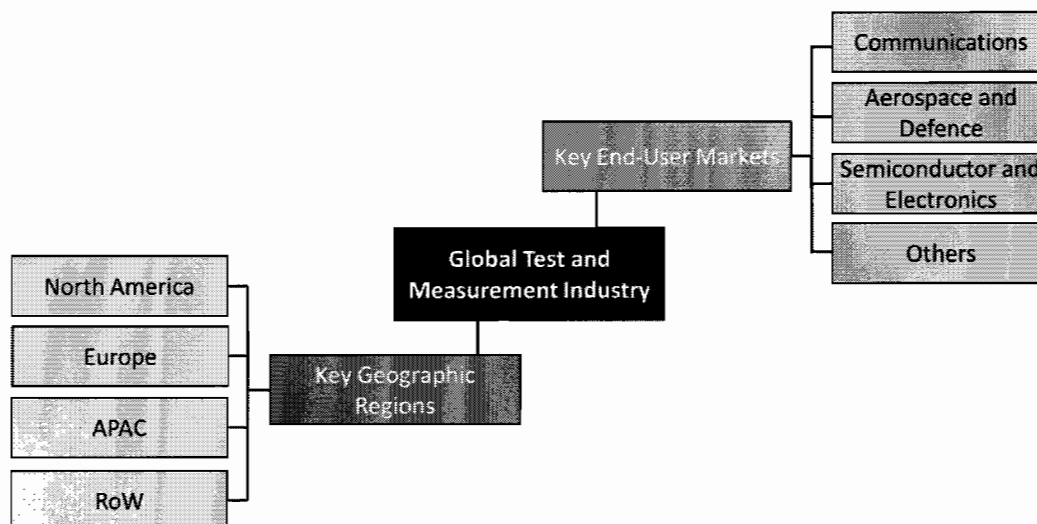 Communications
Aerospace and
Defence
Key End-User Markets
Semiconductor and
Electronics
Global Test and
Measurement Industry
Others
North America
Europe
Key Geographic
Regions
APAC
RoW